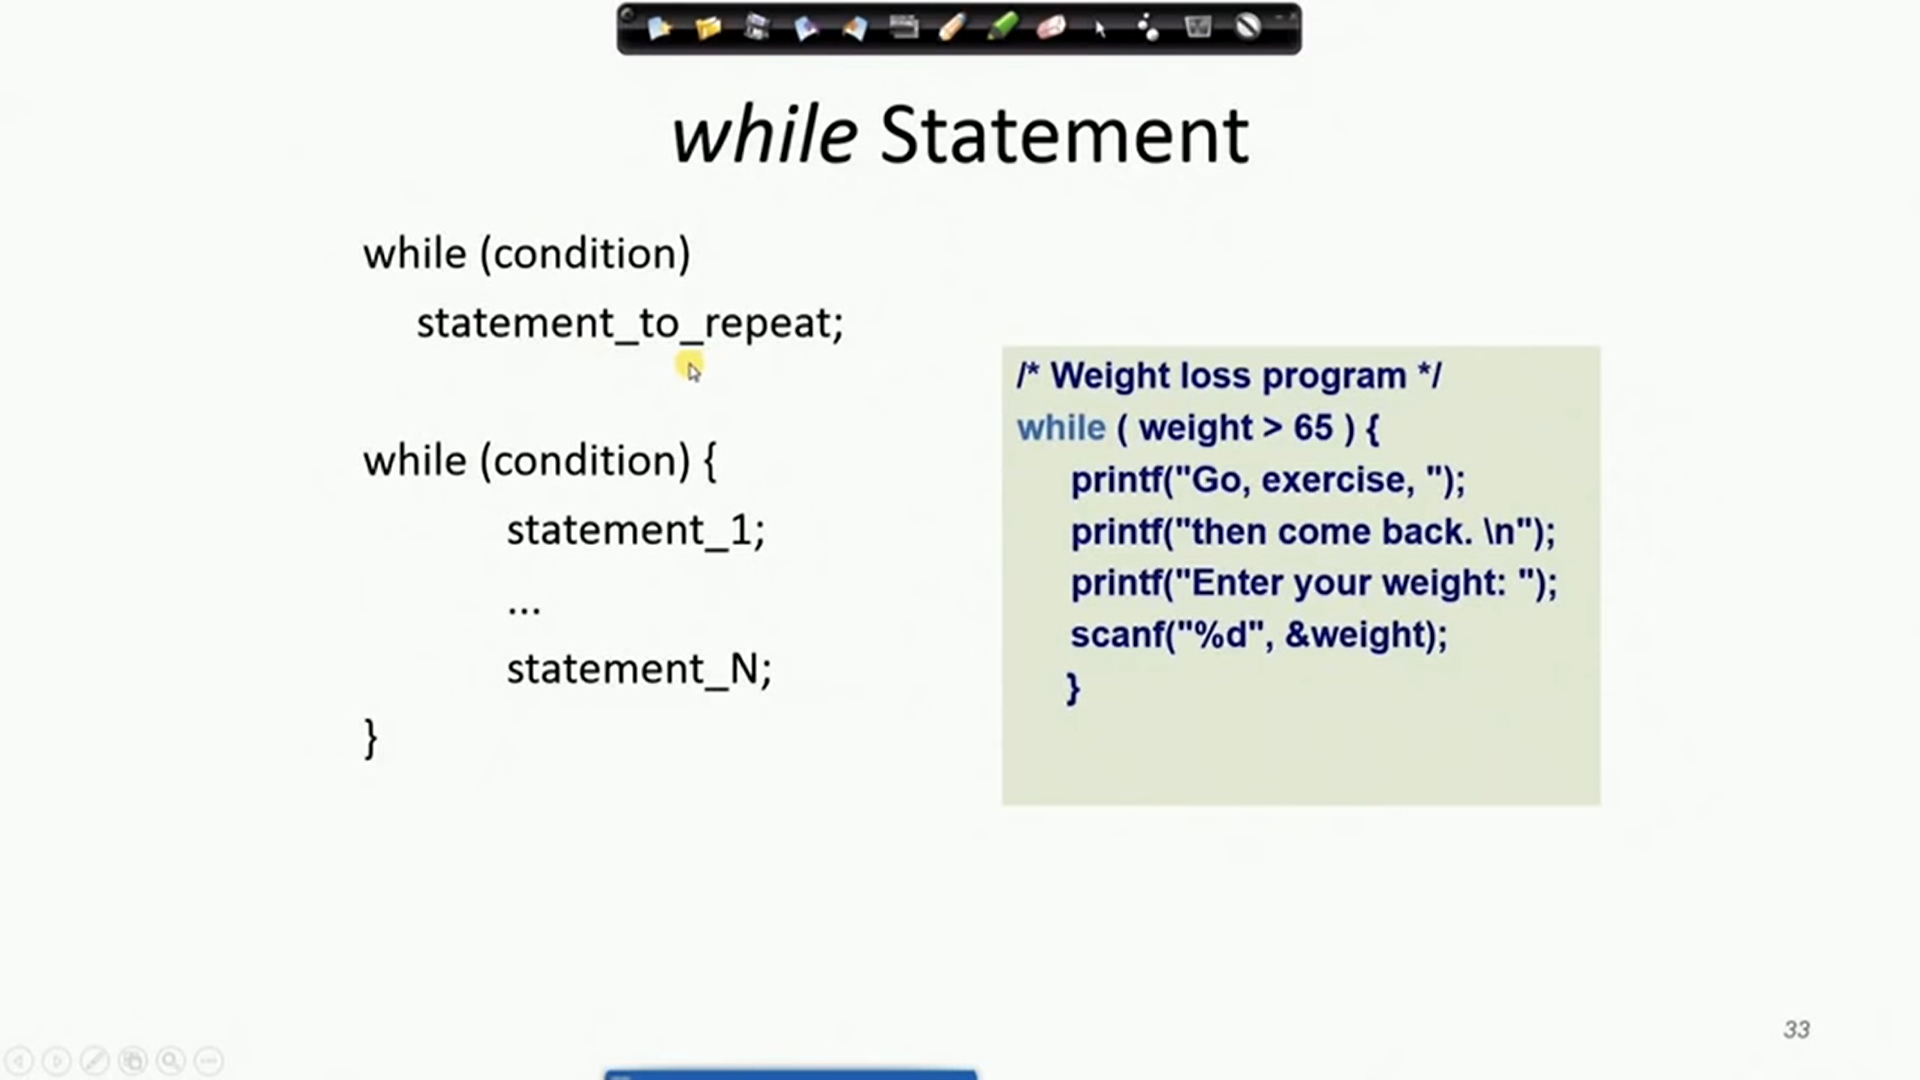 while Statement
while (condition)
statement_to_repeat;
while (condition) {
statement_1;
...
statement_N;
}
/* Weight loss program */
while ( weight > 65 ) {
printf("Go, exercise, ");
printf("then come back. \n");
printf("Enter your weight: ");
scanf("%d", &weight);
}
33